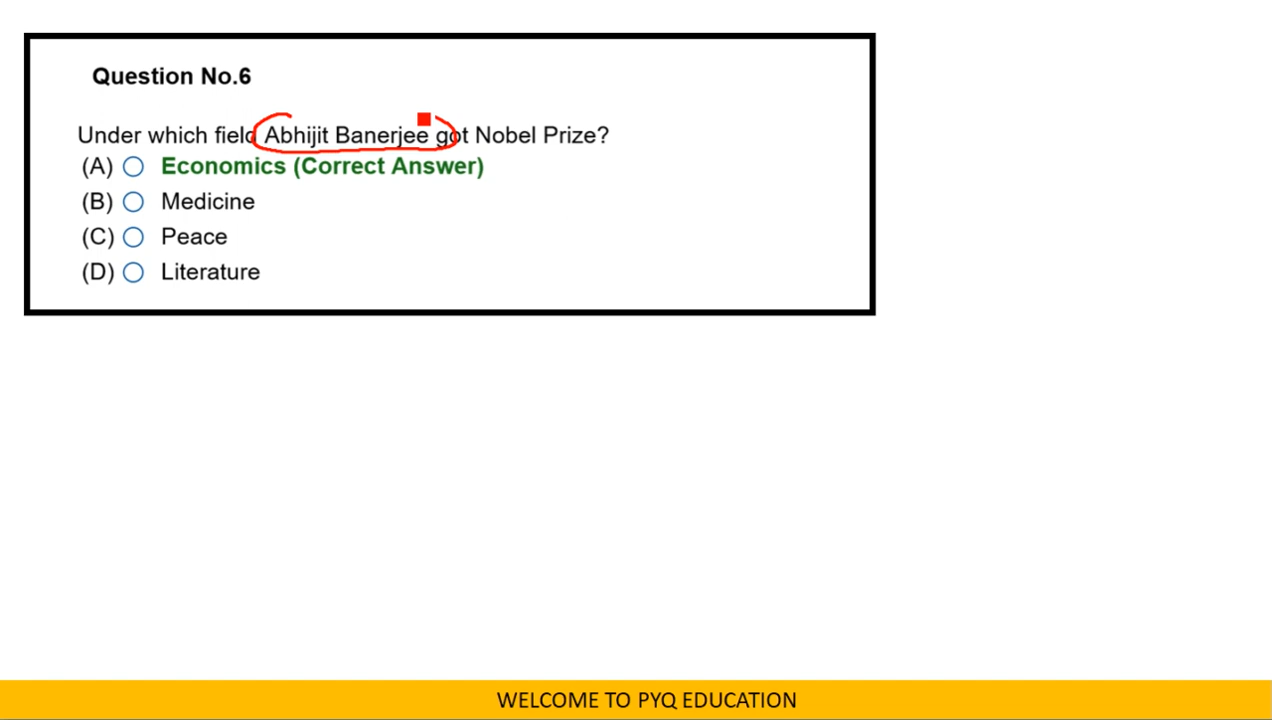 Question No.6
Under which field Abhijit Banerjee got Nobel Prize?
(A) Economics (Correct Answer)
(B) Medicine
(C) Peace
(D) Literature
WELCOME TO PYQ EDUCATION